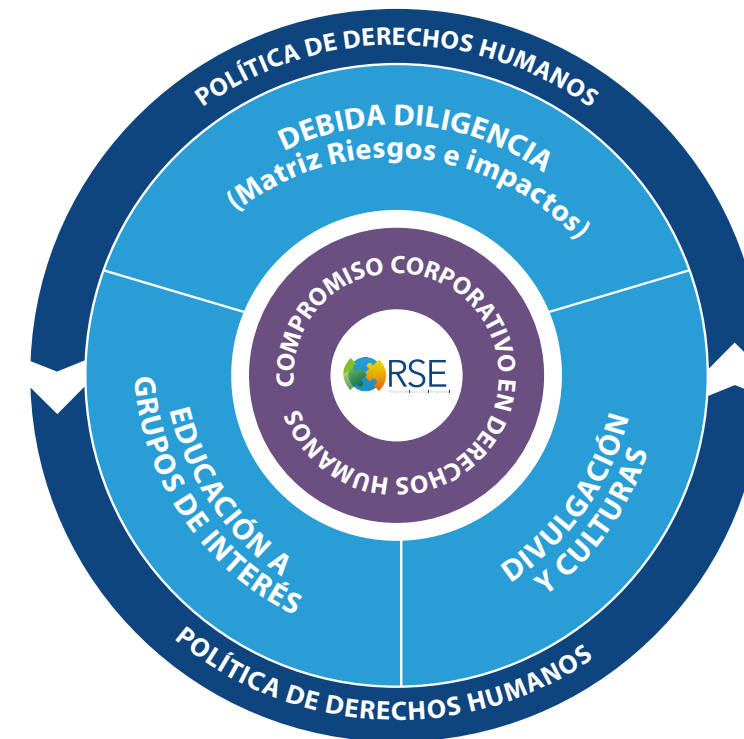 POLÍTICA DE DERECHOS HUMANOS
DEBIDA DILIGENCIA
(Matriz Riesgos e impactos)
COMPROMISO CORPORATIVO EN DERECHOS HUMANOS
RSE
EDUCACIÓN A
GRUPOS DE INTERÉS
DIVULGACIÓN
Y CULTURAS
POLÍTICA DE DERECHOS HUMANOS